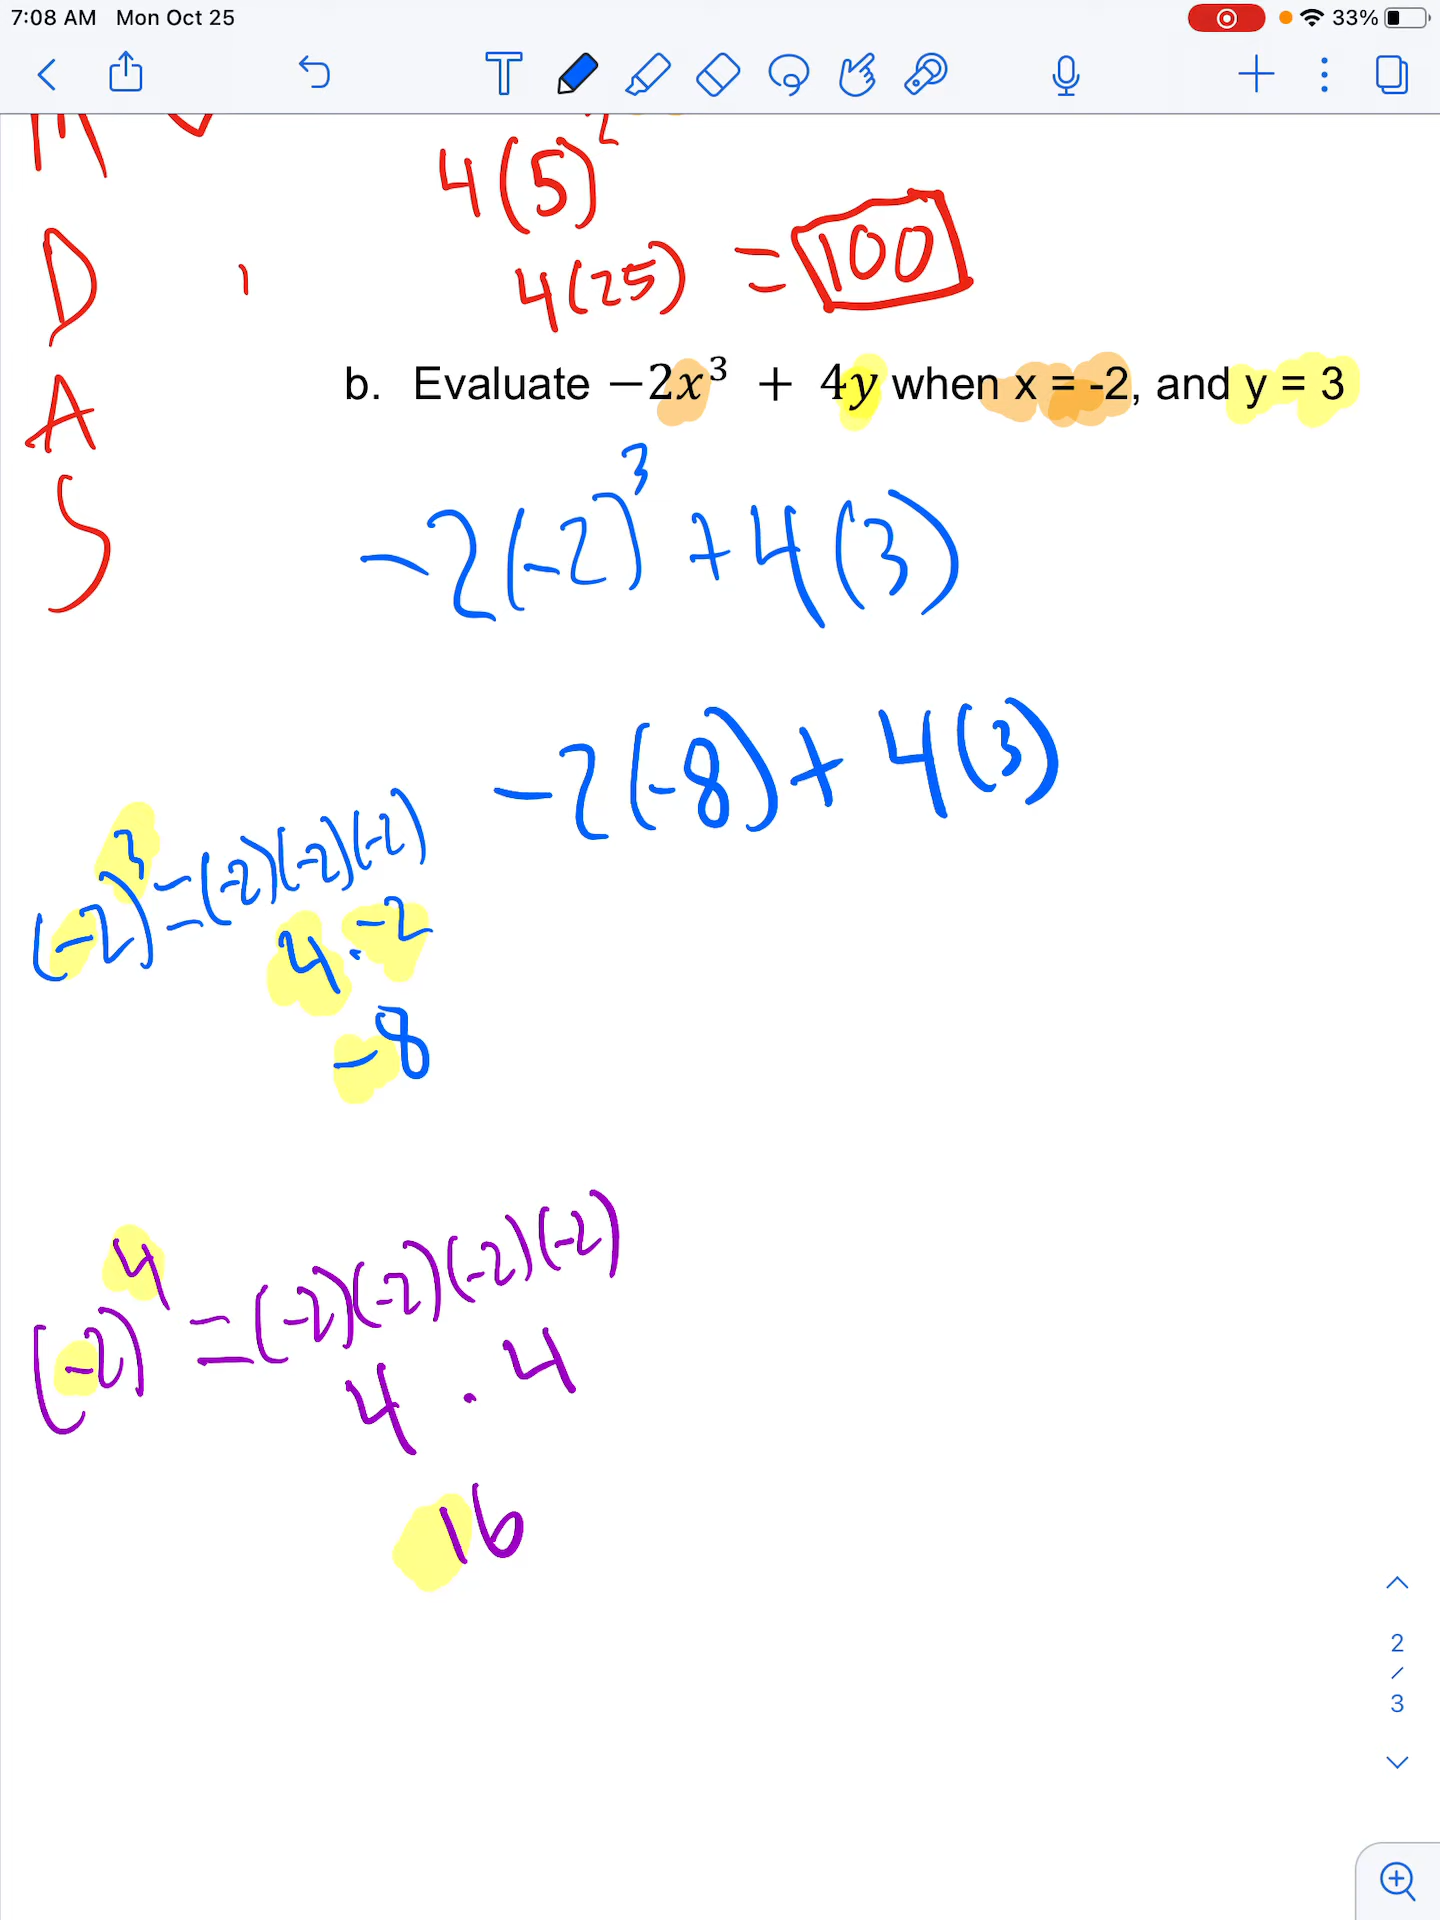 7:08 AM Mon Oct 25 33%
T
M
4(5)²
D
4(25) = 100
b. Evaluate −2x³ + 4y when x = -2, and y = 3
A
S
-2(-2)³ + 4(3)
-2(-8) + 4(3)
(-2)³ = (-2)(-2)(-2)
4 · -2
-8
(-2)⁴ = (-2)(-2)(-2)(-2)
4 · 4
16
2
/
3